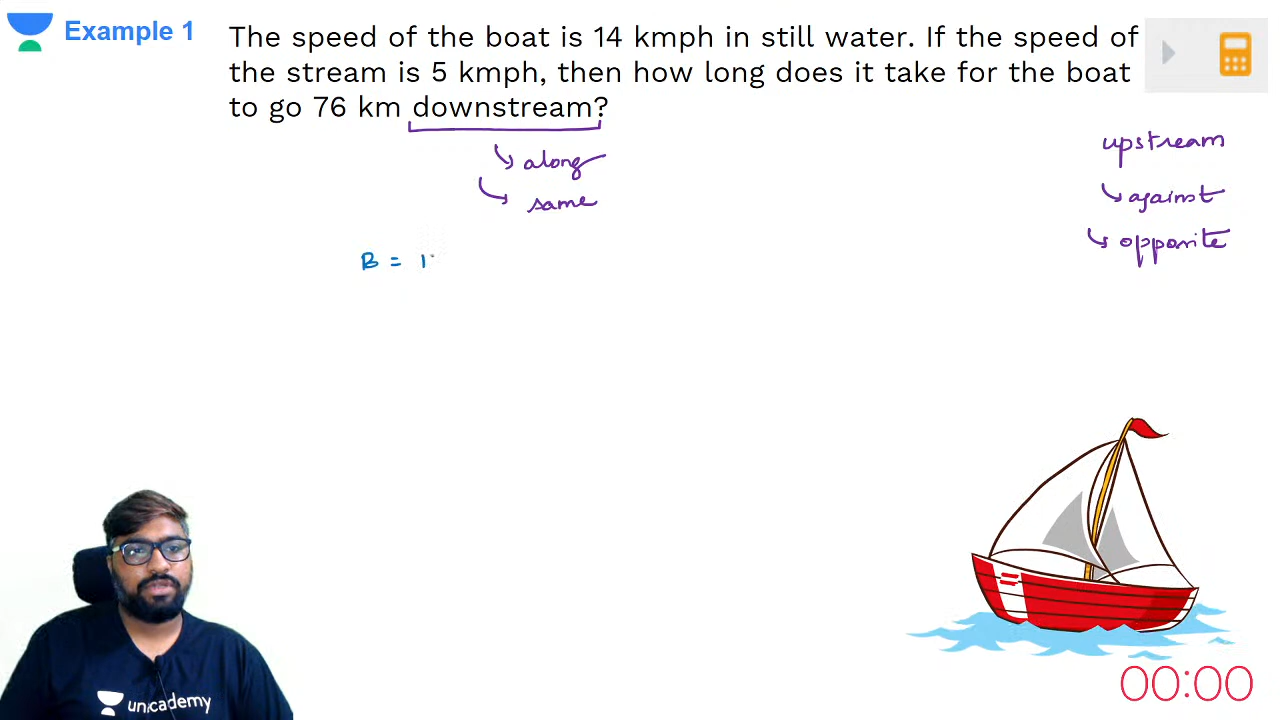 Example 1
The speed of the boat is 14 kmph in still water. If the speed of
the stream is 5 kmph, then how long does it take for the boat
to go 76 km downstream?
along
same
upstream
against
opposite
B = 1
unacademy
00:00